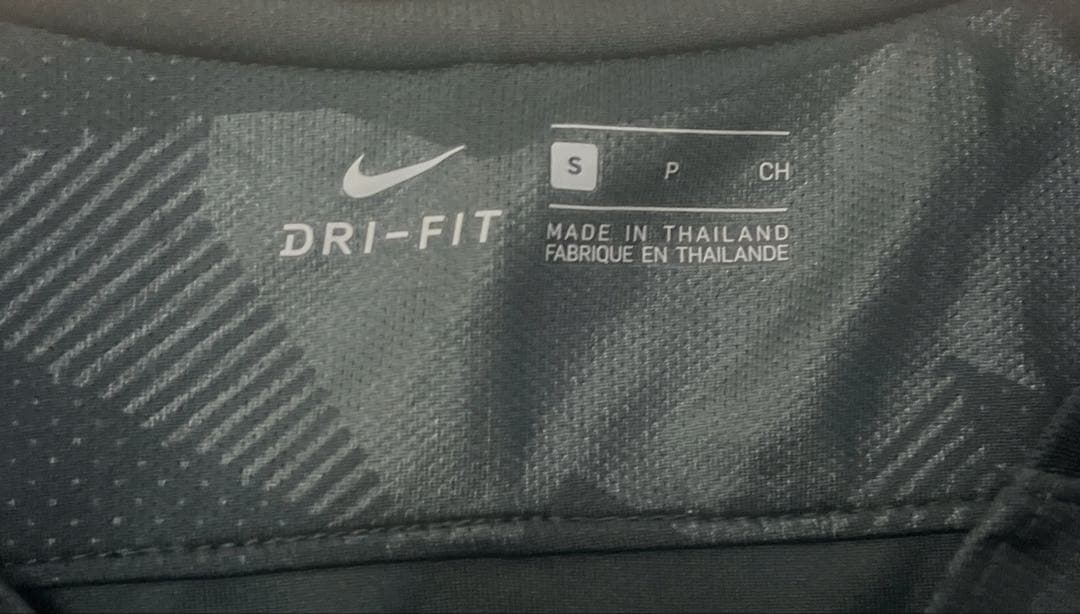 DRI-FIT
S P CH
MADE IN THAILAND
FABRIQUE EN THAILANDE